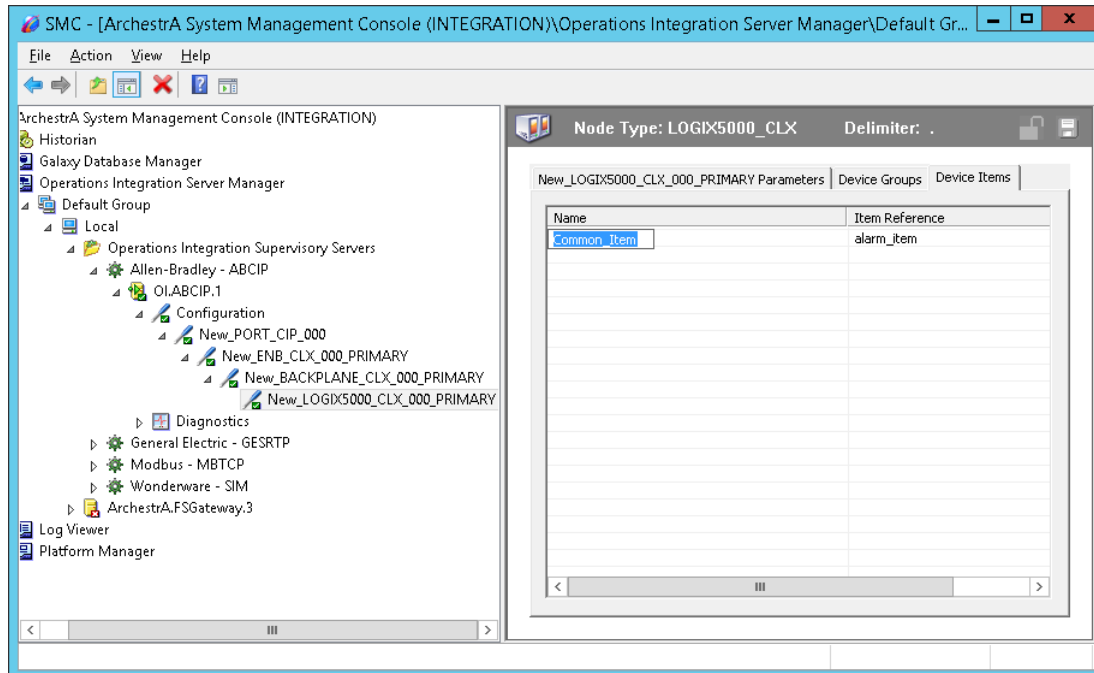 SMC - [ArchestrA System Management Console (INTEGRATION)\Operations Integration Server Manager\Default Gr...
File Action View Help
ArchestrA System Management Console (INTEGRATION)
Historian
Galaxy Database Manager
Operations Integration Server Manager
Default Group
Local
Operations Integration Supervisory Servers
Allen-Bradley - ABCIP
OI.ABCIP.1
Configuration
New_PORT_CIP_000
New_ENB_CLX_000_PRIMARY
New_BACKPLANE_CLX_000_PRIMARY
New_LOGIX5000_CLX_000_PRIMARY
Diagnostics
General Electric - GESRTP
Modbus - MBTCP
Wonderware - SIM
ArchestrA.FSGateway.3
Log Viewer
Platform Manager
Node Type: LOGIX5000_CLX Delimiter: .
New_LOGIX5000_CLX_000_PRIMARY Parameters Device Groups Device Items
Name Item Reference
Common_Item alarm_item